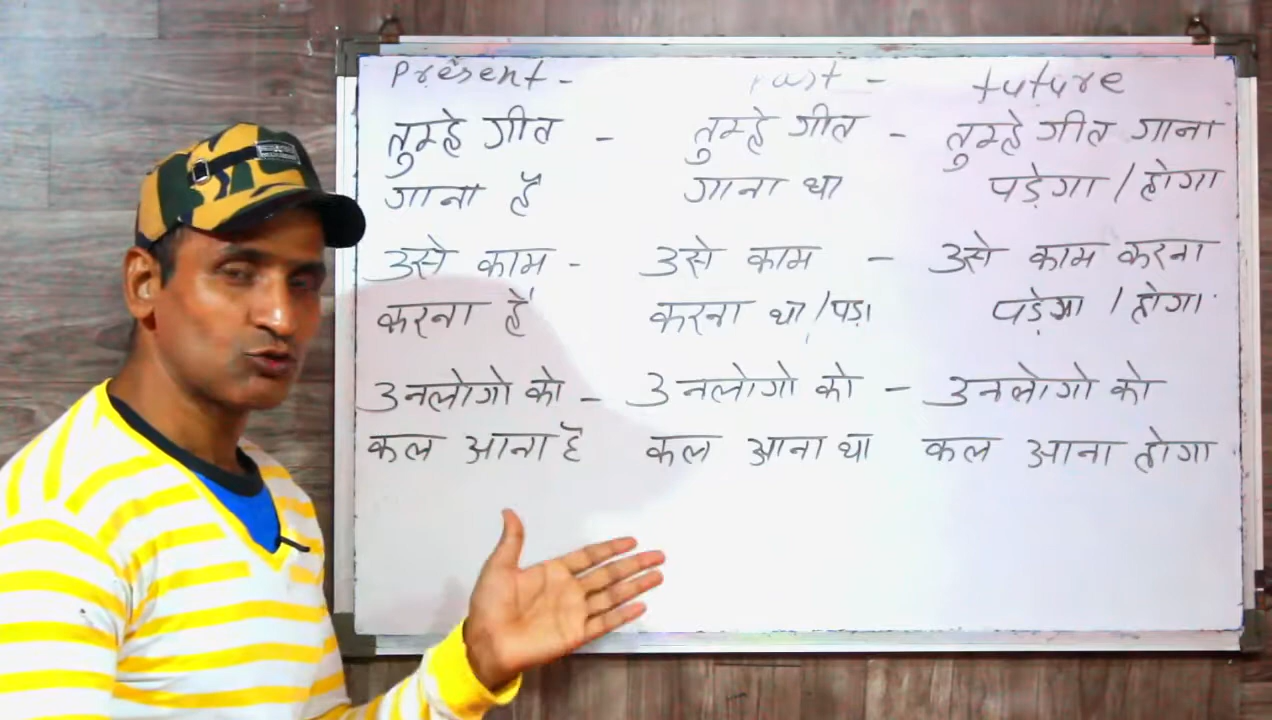 Present - Past - future
तुम्हे गीत - तुम्हे गीत - तुम्हे गीत गाना
गाना है गाना था पड़ेगा / होगा
उसे काम - उसे काम - उसे काम करना
करना है करना था / पड़ा पड़ेगा / होगा
उनलोगो को - उनलोगो को - उनलोगो को
कल आना है कल आना था कल आना होगा